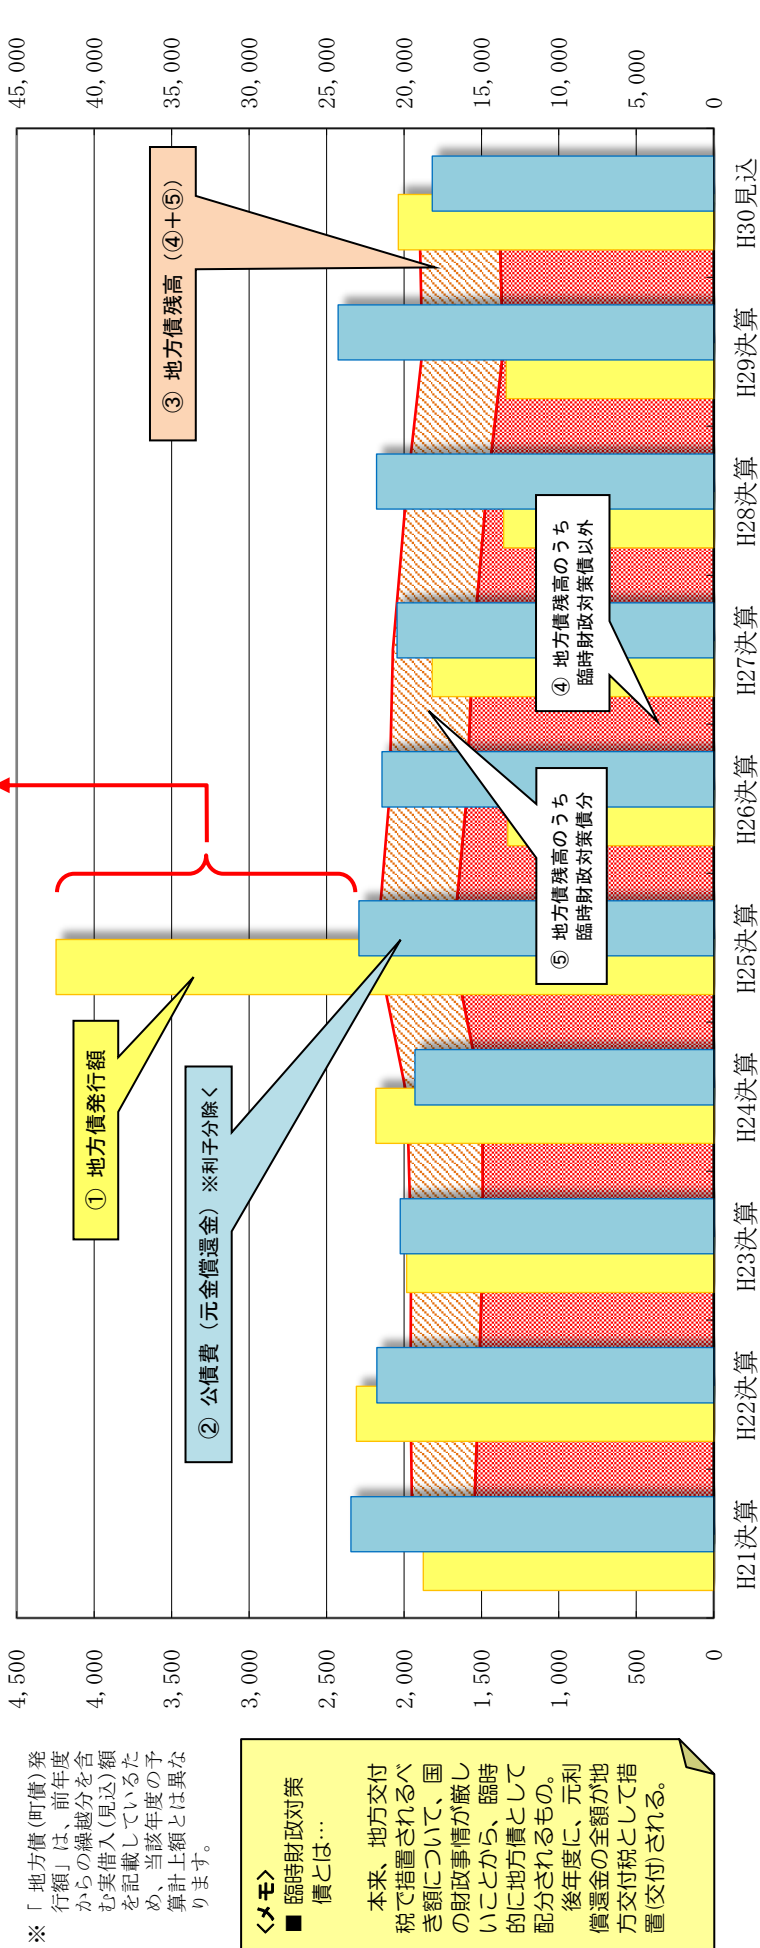 ※「地方債(町債)発
行額」は、前年度
からの繰越分を含
む実借入(見込)額
を記載しているた
め、当該年度の予
算計上額とは異な
ります。
<メモ>
■ 臨時財政対策
債とは…
本来、地方交付
税で措置されるべ
き額について、国
の財政事情が厳し
いことから、臨時
的に地方債として
配分されるもの。
後年度に、元利
償還金の全額が地
方交付税として措
置(交付)される。
4,500
4,000
3,500
3,000
2,500
2,000
1,500
1,000
500
0
① 地方債発行額
② 公債費（元金償還金）※利子分除く
③ 地方債残高（④＋⑤）
④ 地方債残高のうち
臨時財政対策債以外
⑤ 地方債残高のうち
臨時財政対策債分
45,000
40,000
35,000
30,000
25,000
20,000
15,000
10,000
5,000
0
H21決算
H22決算
H23決算
H24決算
H25決算
H26決算
H27決算
H28決算
H29決算
H30見込